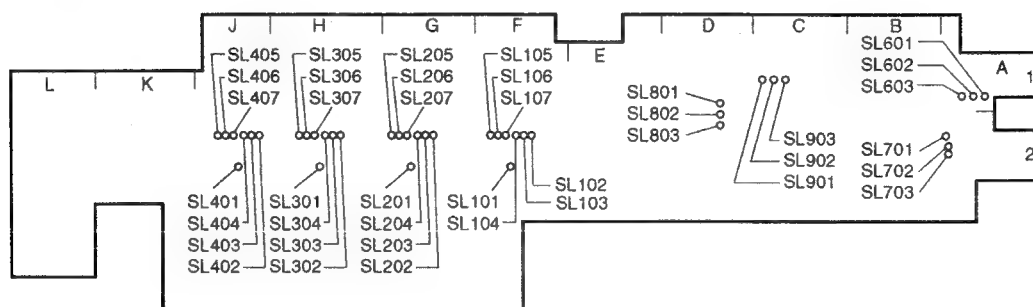 J H G F E D C B A
L K
1
2
SL405 SL305 SL205 SL105
SL406 SL306 SL206 SL106
SL407 SL307 SL207 SL107
SL601
SL602
SL603
SL801
SL802
SL803
SL903
SL902
SL901
SL701
SL702
SL703
SL102
SL103
SL401 SL301 SL201 SL101
SL404 SL304 SL204 SL104
SL403 SL303 SL203
SL402 SL302 SL202